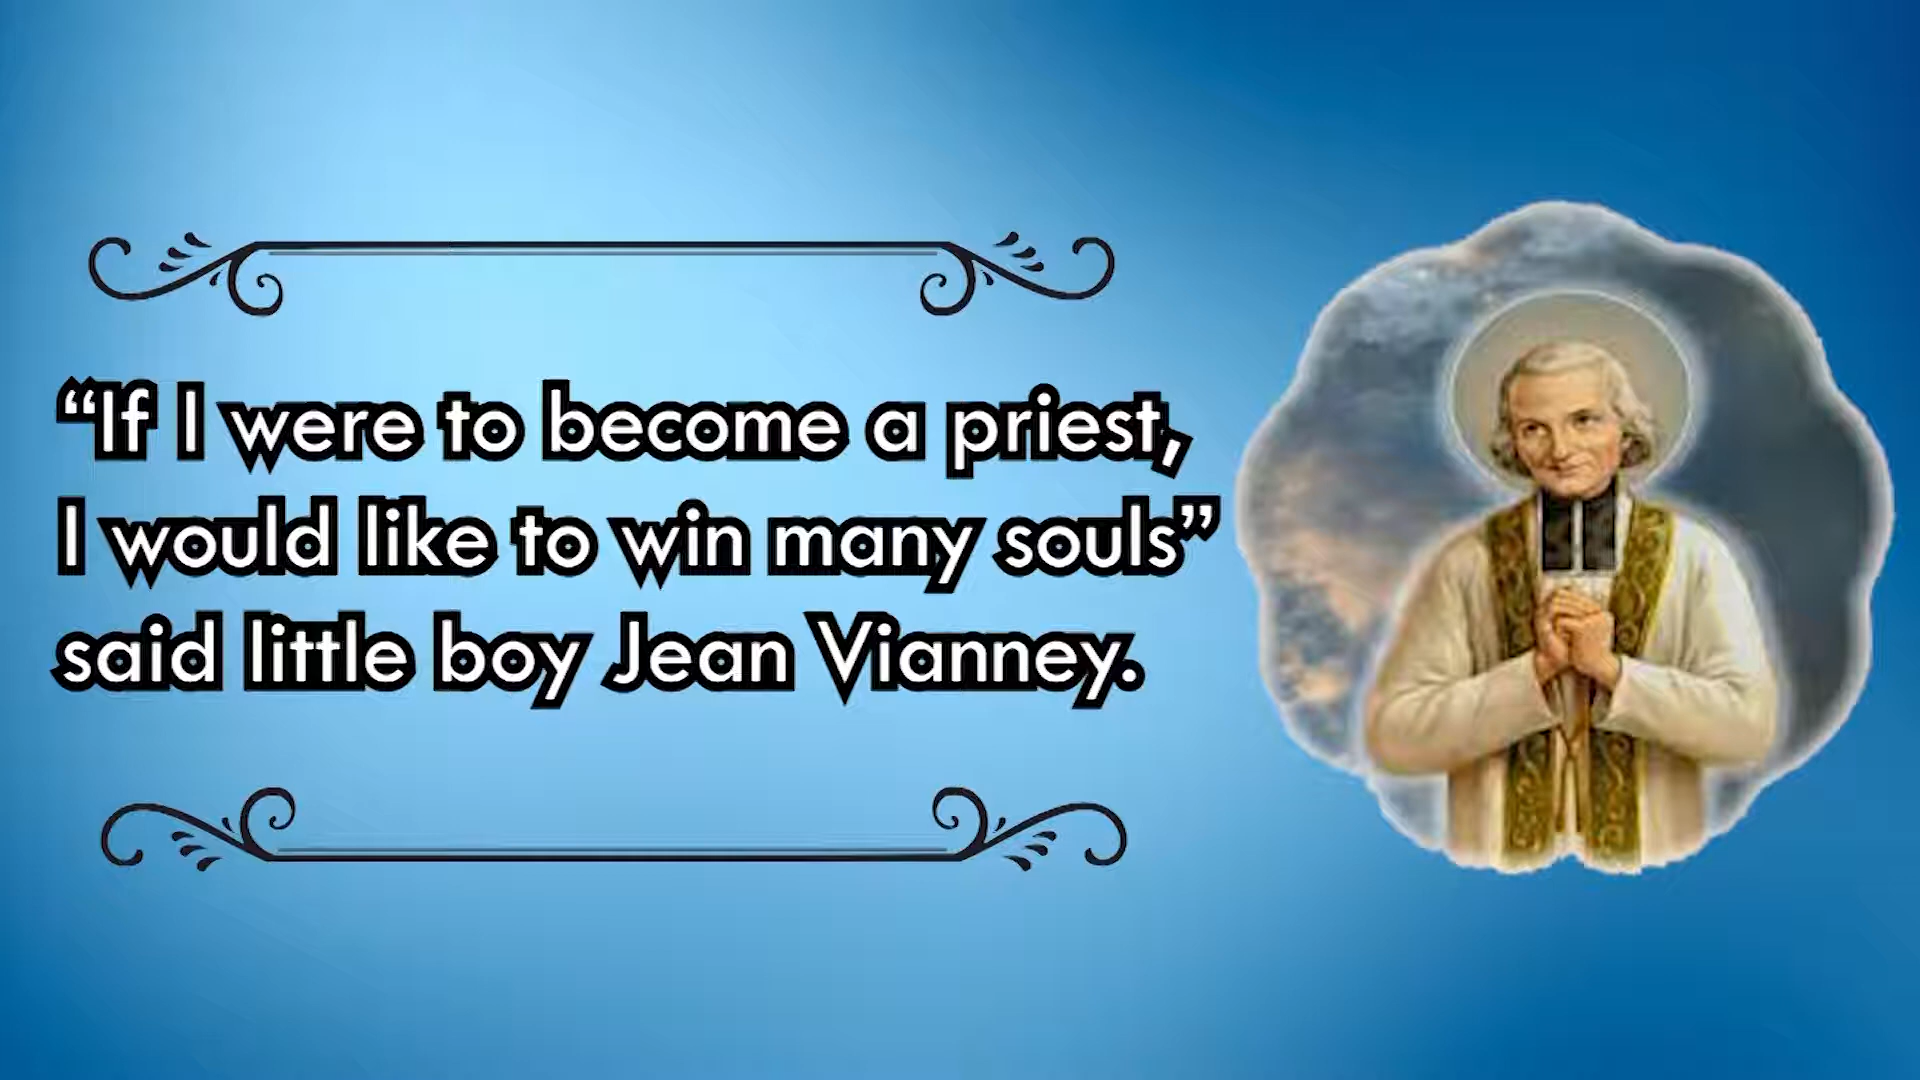 “If I were to become a priest,
I would like to win many souls”
said little boy Jean Vianney.